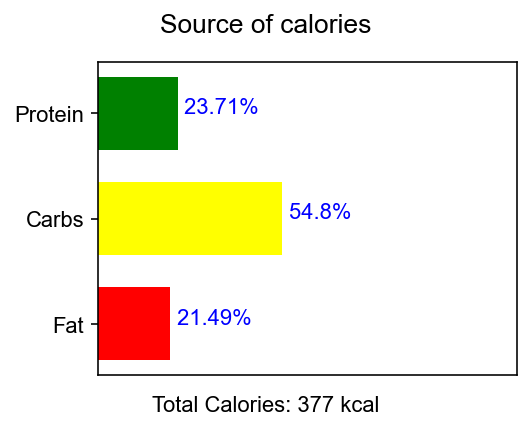 Source of calories
Protein
23.71%
Carbs
54.8%
Fat
21.49%
Total Calories: 377 kcal